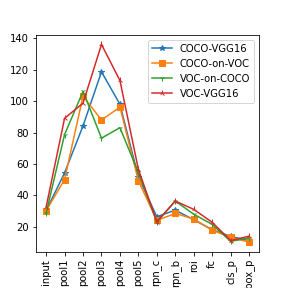 140
120
100
80
60
40
20
COCO-VGG16
COCO-on-VOC
VOC-on-COCO
VOC-VGG16
input
pool1
pool2
pool3
pool4
pool5
rpn_c
rpn_b
roi
fc
cls_p